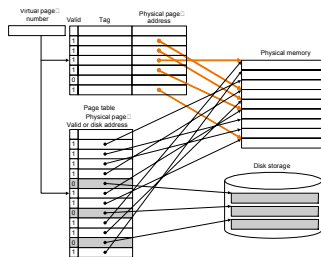 Virtual page
number
Valid
Tag
Physical page
address
1
1
1
1
0
1
Physical memory
Page table
Physical page
Valid or disk address
1
1
1
1
0
1
1
0
1
1
0
1
Disk storage